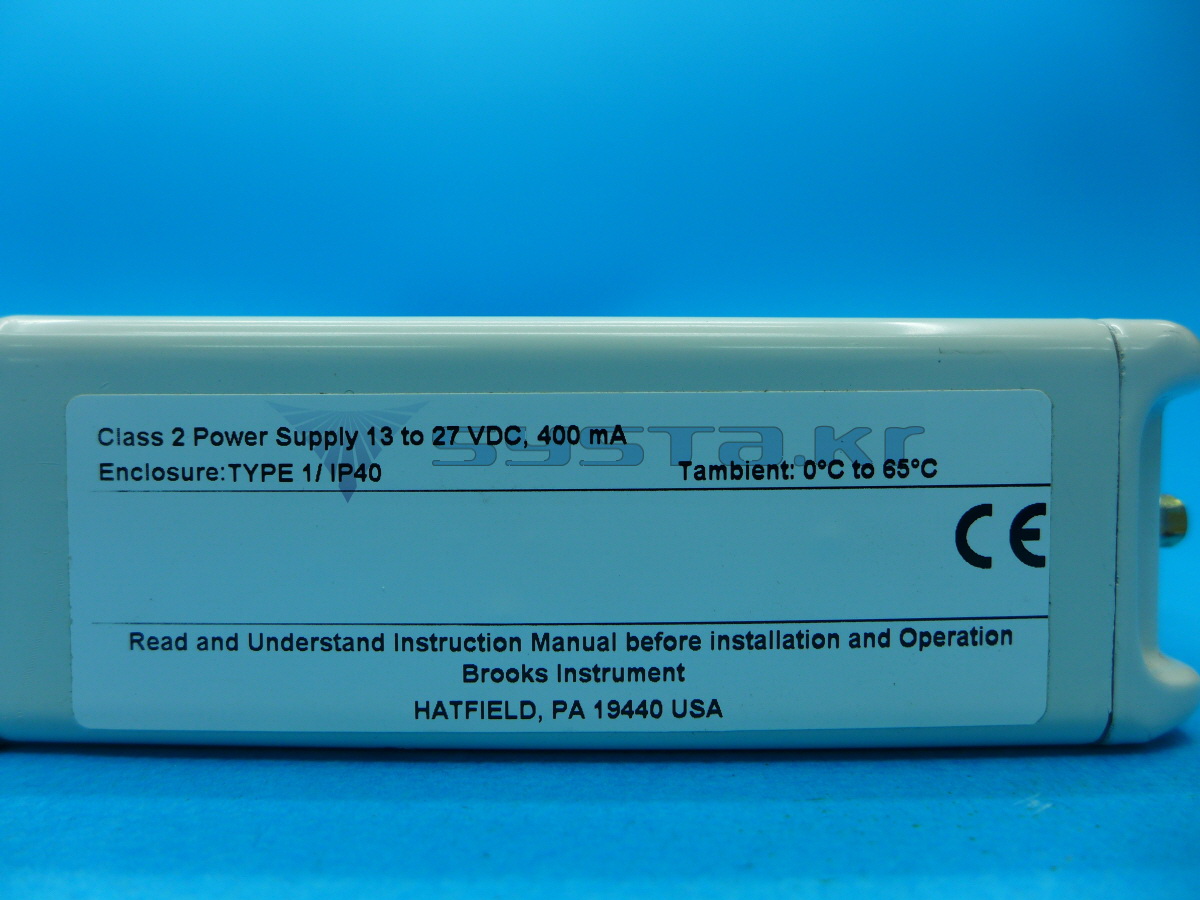 Class 2 Power Supply 13 to 27 VDC, 400 mA
systa.kr
Enclosure:TYPE 1/ IP40 Tambient: 0°C to 65°C
CE
Read and Understand Instruction Manual before installation and Operation
Brooks Instrument
HATFIELD, PA 19440 USA